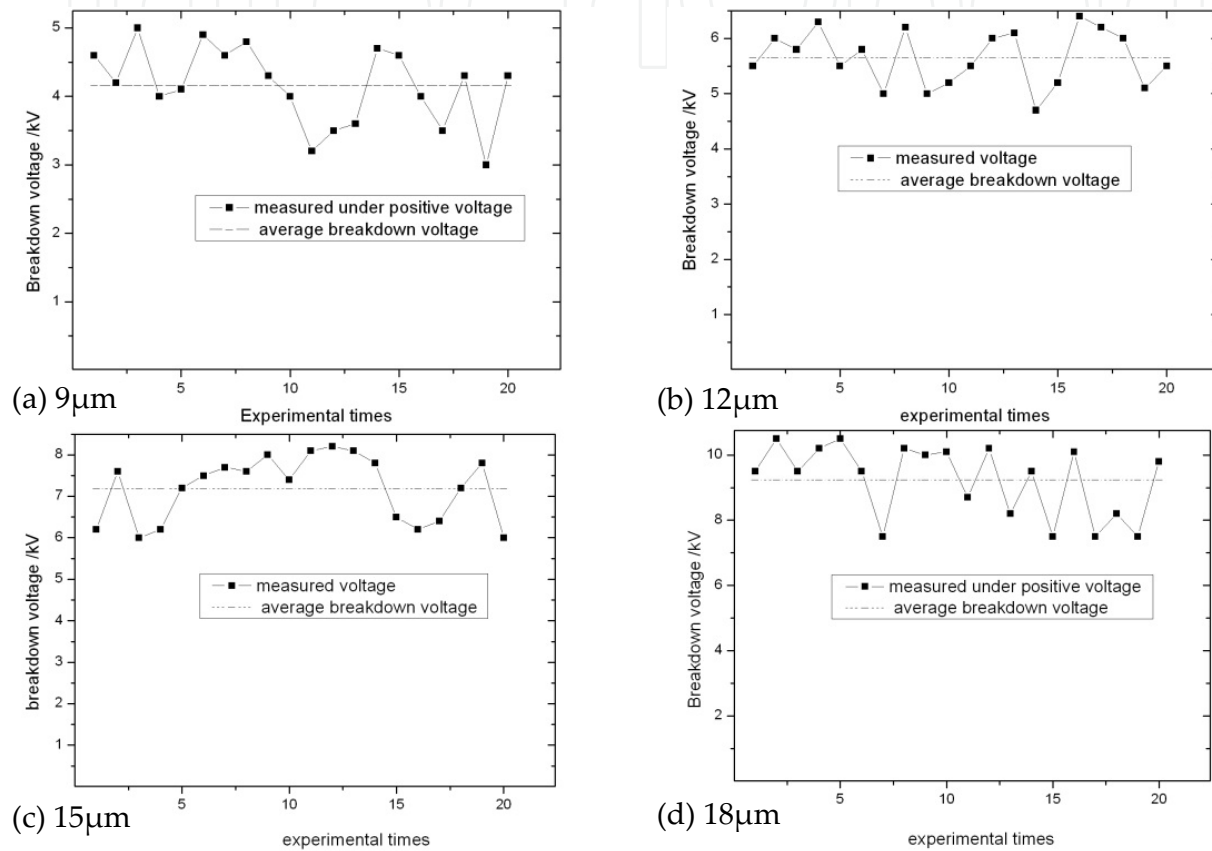 Breakdown voltage /kV
5
4
3
2
1
measured under positive voltage
average breakdown voltage
5 10 15 20
(a) 9µm
Experimental times
Breakdown voltage /kV
6
5
4
3
2
1
measured voltage
average breakdown voltage
5 10 15 20
(b) 12µm
experimental times
breakdown voltage /kV
8
7
6
5
4
3
2
1
measured voltage
average breakdown voltage
5 10 15 20
(c) 15µm
experimental times
Breakdown voltage /kV
10
8
6
4
2
measured under positive voltage
average breakdown voltage
5 10 15 20
(d) 18µm
experimental times